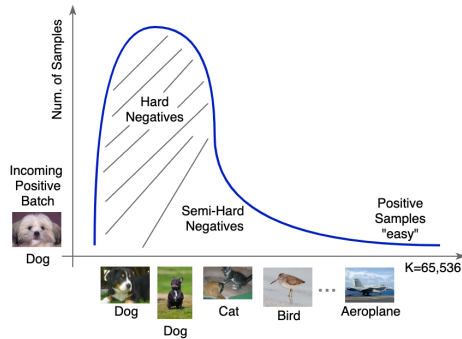 Num. of Samples
Hard
Negatives
Incoming
Positive
Batch
Dog
Semi-Hard
Negatives
Positive
Samples
"easy"
K=65,536
Dog
Dog
Cat
Bird
...
Aeroplane